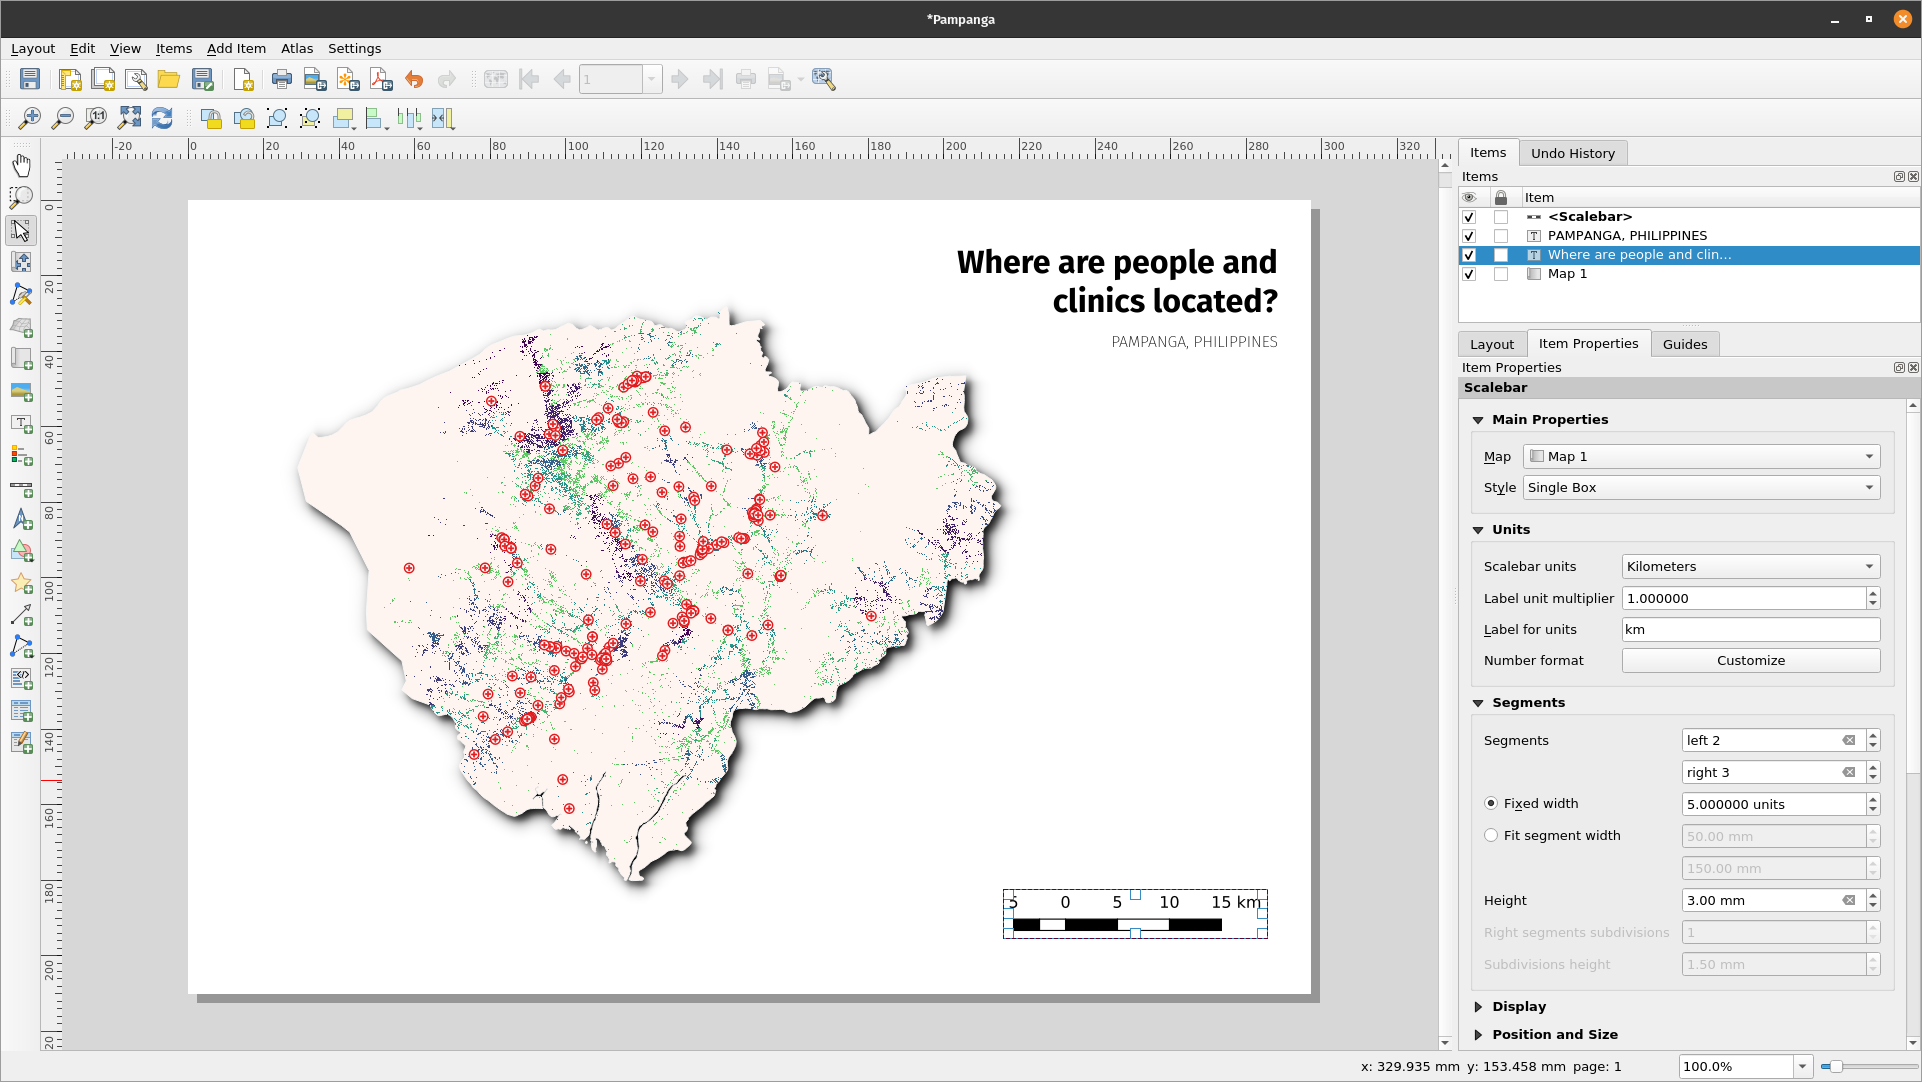 *Pampanga
Layout Edit View Items Add Item Atlas Settings
1
1:1
-20 0 20 40 60 80 100 120 140 160 180 200 220 240 260 280 300 320
0
20
40
60
80
100
120
140
160
180
200
20
Where are people and
clinics located?
PAMPANGA, PHILIPPINES
5 0 5 10 15 km
Items Undo History
Items
Item
<Scalebar>
PAMPANGA, PHILIPPINES
Where are people and clin...
Map 1
Layout Item Properties Guides
Item Properties
Scalebar
Main Properties
Map Map 1
Style Single Box
Units
Scalebar units Kilometers
Label unit multiplier 1.000000
Label for units km
Number format Customize
Segments
Segments left 2
right 3
Fixed width 5.000000 units
Fit segment width 50.00 mm
150.00 mm
Height 3.00 mm
Right segments subdivisions 1
Subdivisions height 1.50 mm
Display
Position and Size
x: 329.935 mm y: 153.458 mm page: 1 100.0%